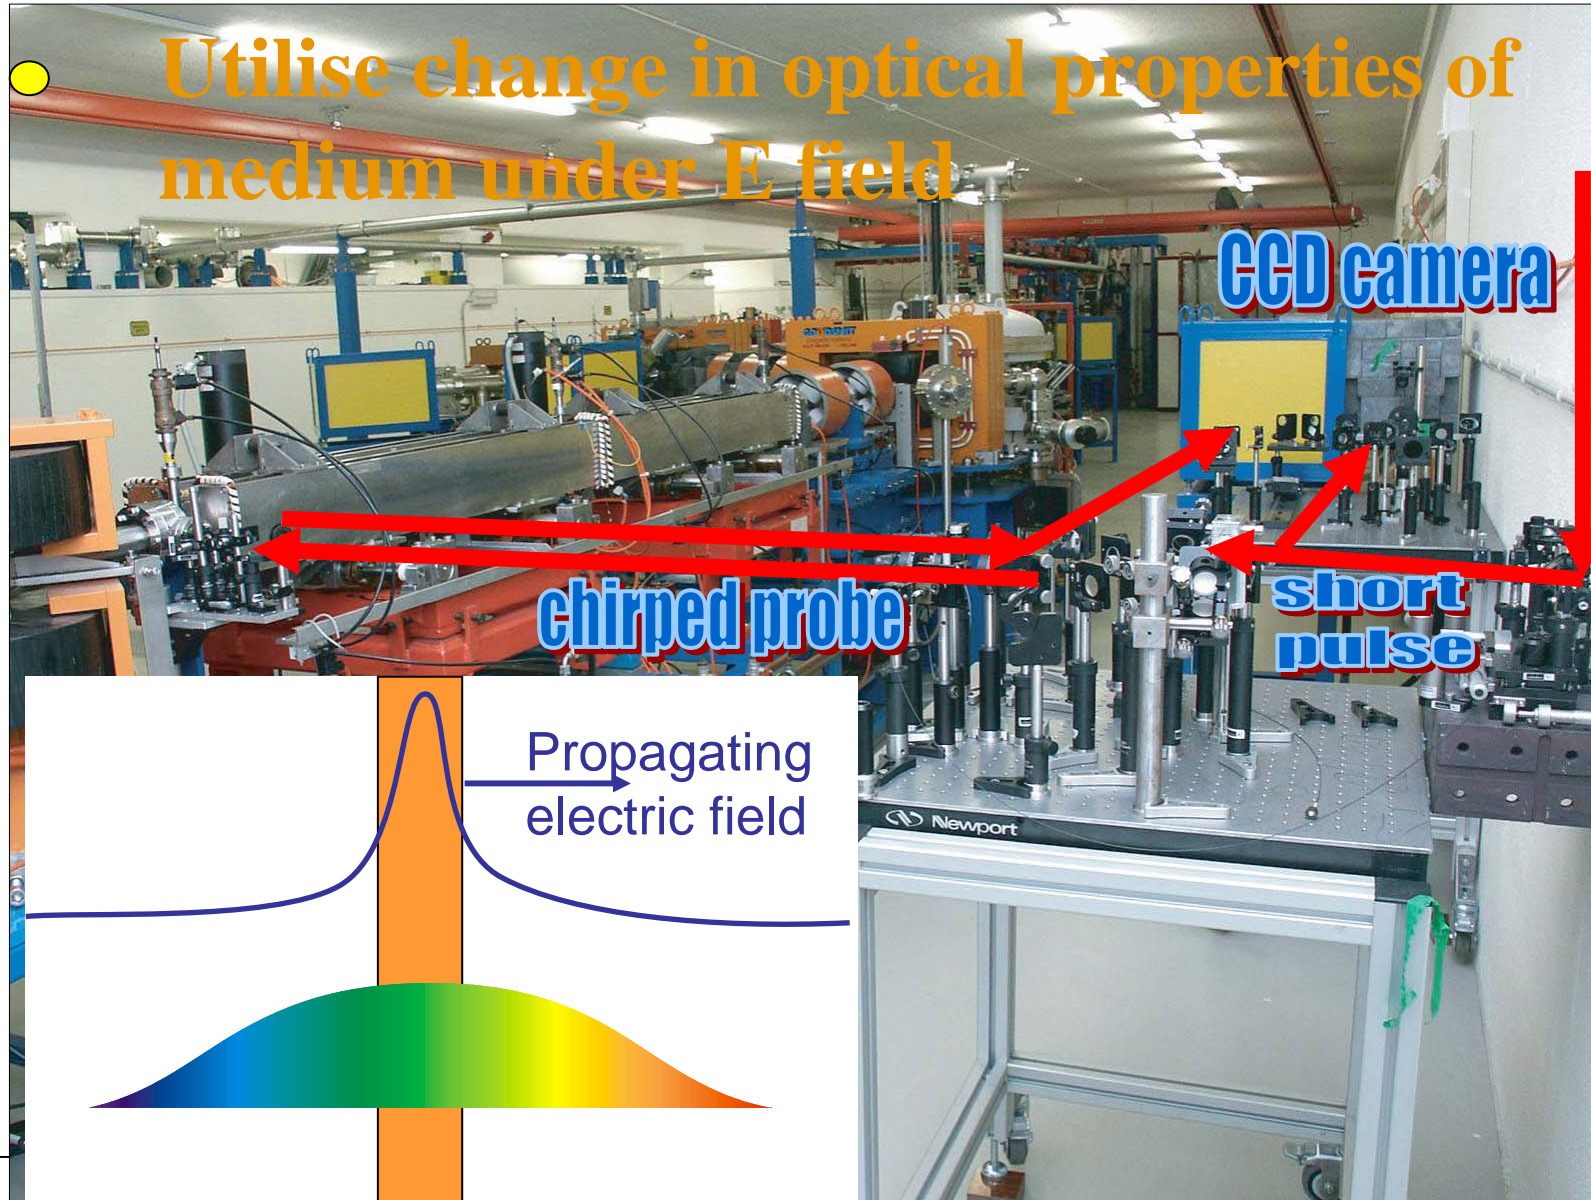 Utilise change in optical properties of
medium under E field
CCD camera
chirped probe
short
pulse
Propagating
electric field
Newport